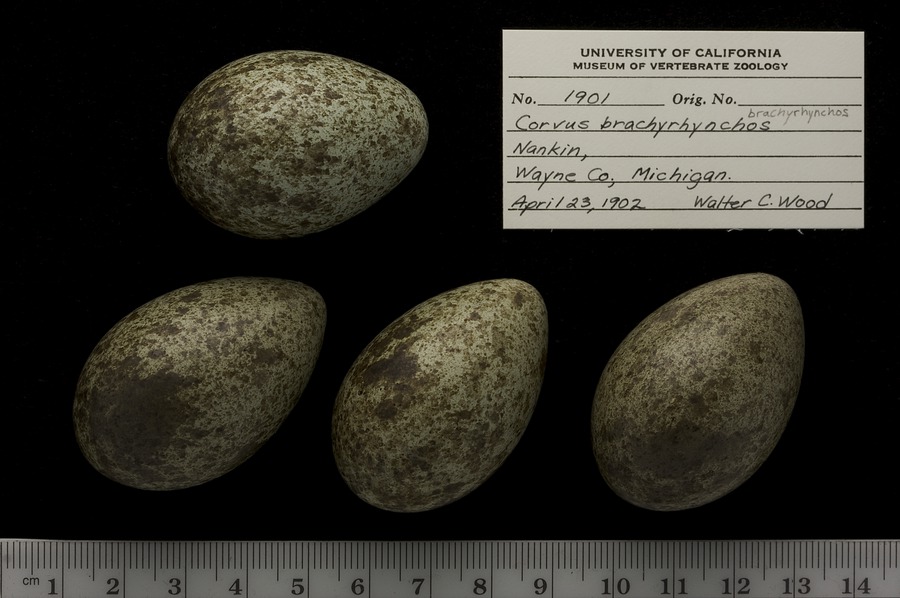 UNIVERSITY OF CALIFORNIA
MUSEUM OF VERTEBRATE ZOOLOGY
No. 1901 Orig. No.
brachyrhynchos
Corvus brachyrhynchos
Nankin,
Wayne Co., Michigan.
April 23, 1902 Walter C. Wood
cm 1 2 3 4 5 6 7 8 9 10 11 12 13 14